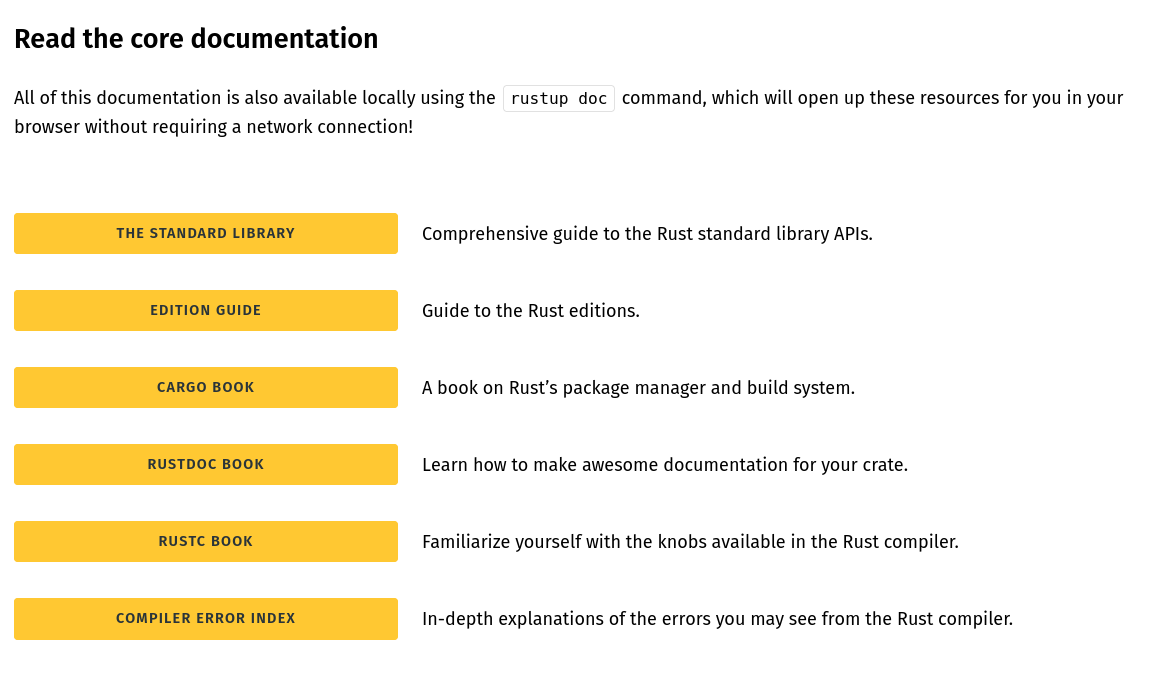 Read the core documentation
All of this documentation is also available locally using the rustup doc command, which will open up these resources for you in your
browser without requiring a network connection!
THE STANDARD LIBRARY
Comprehensive guide to the Rust standard library APIs.
EDITION GUIDE
Guide to the Rust editions.
CARGO BOOK
A book on Rust’s package manager and build system.
RUSTDOC BOOK
Learn how to make awesome documentation for your crate.
RUSTC BOOK
Familiarize yourself with the knobs available in the Rust compiler.
COMPILER ERROR INDEX
In-depth explanations of the errors you may see from the Rust compiler.